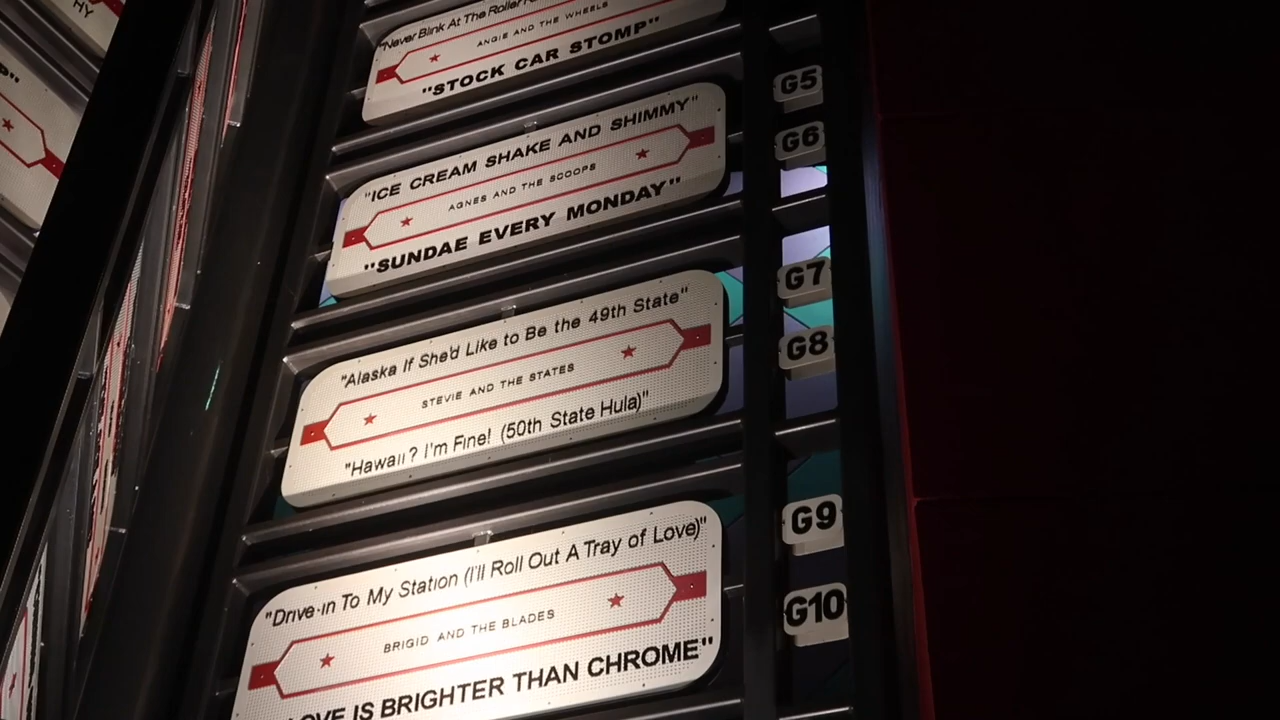 HY
"Never Blink At The Roller
ANGIE AND THE WHEELS
"STOCK CAR STOMP"
G5
"ICE CREAM SHAKE AND SHIMMY"
G6
AGNES AND THE SCOOPS
"SUNDAE EVERY MONDAY"
"Alaska If She'd Like to Be the 49th State"
G7
STEVIE AND THE STATES
G8
"Hawaii? I'm Fine! (50th State Hula)"
"Drive-in To My Station (I'll Roll Out A Tray of Love)"
G9
BRIGID AND THE BLADES
G10
LOVE IS BRIGHTER THAN CHROME"